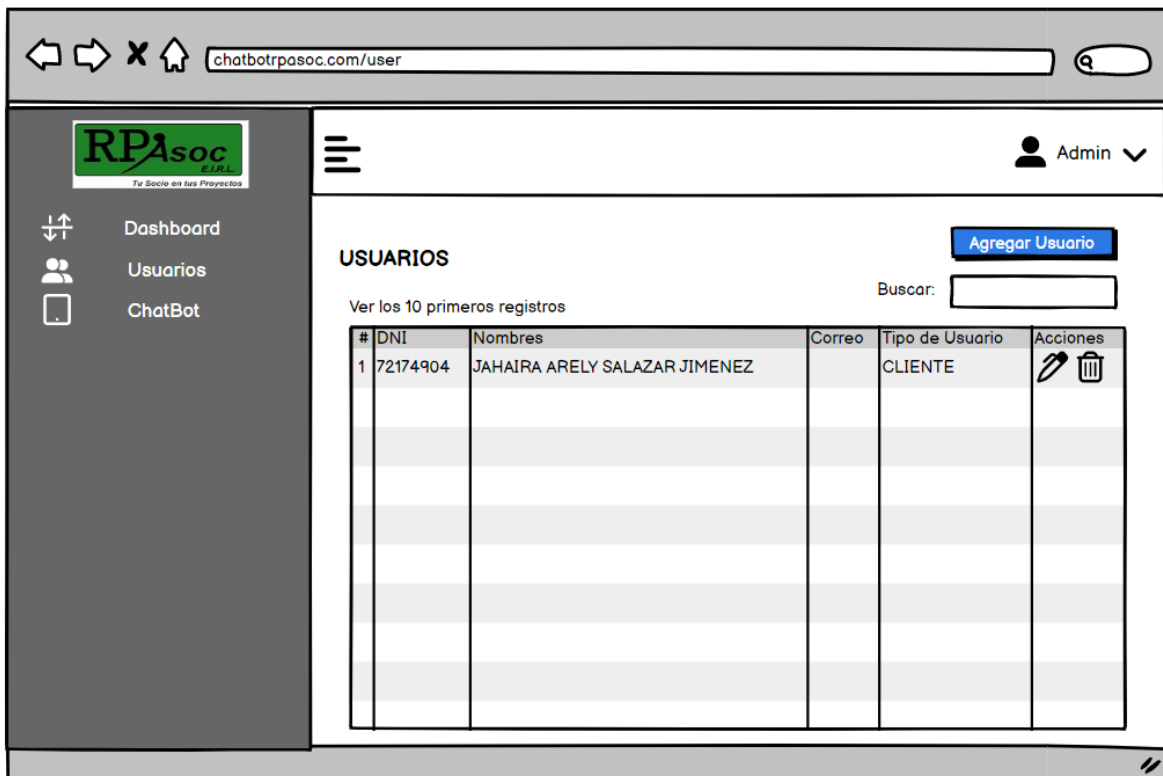 chatbotrpasoc.com/user
RPAsoc
E.I.R.L.
Tu Socio en tus Proyectos
Admin
Dashboard
Usuarios
ChatBot
USUARIOS
Agregar Usuario
Buscar:
Ver los 10 primeros registros
# DNI Nombres Correo Tipo de Usuario Acciones
1 72174904 JAHAIRA ARELY SALAZAR JIMENEZ CLIENTE